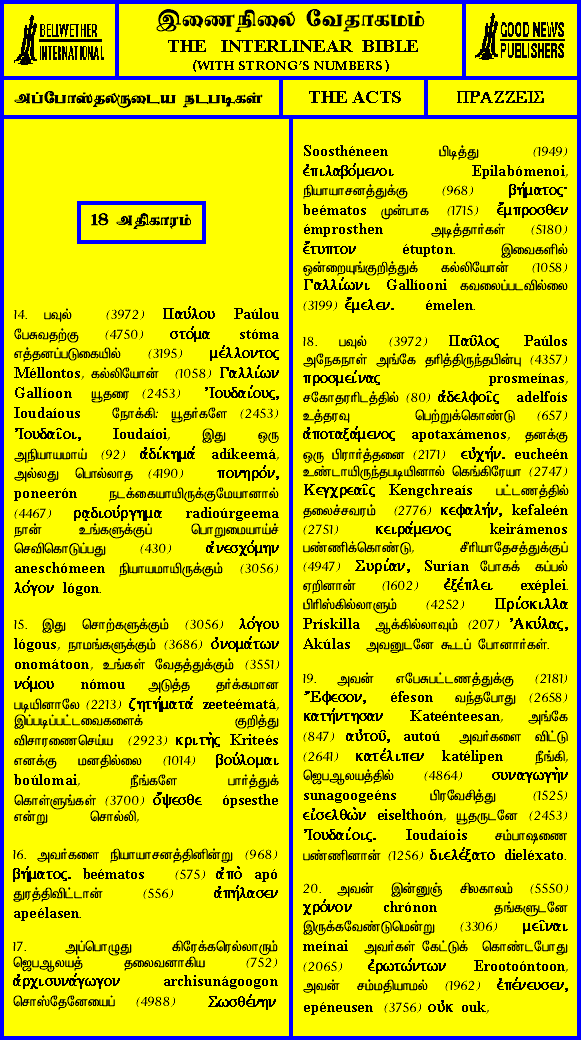 BELLWETHER
INTERNATIONAL
இணைநிலை வேதாகமம்
THE INTERLINEAR BIBLE
(WITH STRONG'S NUMBERS)
GOOD NEWS
PUBLISHERS
அப்போஸ்தலருடைய நடபடிகள்
THE ACTS
ΠΡΑΖΖΕΙΣ
18 அதிகாரம்
14. பவுல் (3972) Παύλου Paúlou
பேசுவதற்கு (4750) στόμα stóma
எத்தனப்படுகையில் (3195) μέλλοντος
Méllontos, கல்லியோன் (1058) Γαλλίων
Gallíoon யூதரை (2453) Ἰουδαίους,
Ioudaíous நோக்கி: யூதர்களே (2453)
Ἰουδαῖοι, Ioudaíoi, இது ஒரு
அநியாயமாய் (92) ἀδίκημά adíkeemá,
அல்லது பொல்லாத (4190) πονηρόν,
poneerón நடக்கையாயிருக்குமேயானால்
(4467) ῥᾳδιούργημα radioúrgeema
நான் உங்களுக்குப் பொறுமையாய்ச்
செவிகொடுப்பது (430) ἀνεσχόμην
aneschómeen நியாயமாயிருக்கும் (3056)
λόγον lógon.
15. இது சொற்களுக்கும் (3056) λόγου
lógous, நாமங்களுக்கும் (3686) ὀνομάτων
onomátoon, உங்கள் வேதத்துக்கும் (3551)
νόμου nómou அடுத்த தர்க்கமான
படியினாலே (2213) ζητήματά zeeteématá,
இப்படிப்பட்டவைகளைக் குறித்து
விசாரணைசெய்ய (2923) κριτὴς Kriteés
எனக்கு மனதில்லை (1014) βούλομαι
boúlomai, நீங்களே பார்த்துக்
கொள்ளுங்கள் (3700) ὄψεσθε ópsesthe
என்று சொல்லி,
16. அவர்களை நியாயாசனத்தினின்று (968)
βήματος. beématos (575) ἀπὸ apó
துரத்திவிட்டான் (556) ἀπήλασεν
apeélasen.
17. அப்பொழுது கிரேக்கரெல்லாரும்
ஜெபஆலயத் தலைவனாகிய (752)
ἀρχισυνάγωγον archisunágoogon
சொஸ்தேனேயைப் (4988) Σωσθένην
Soosthéneen பிடித்து (1949)
ἐπιλαβόμενοι Epilabómenoi,
நியாயாசனத்துக்கு (968) βήματος·
beématos முன்பாக (1715) ἔμπροσθεν
émprosthen அடித்தார்கள் (5180)
ἔτυπτον étupton. இவைகளில்
ஒன்றையுங்குறித்துக் கல்லியோன் (1058)
Γαλλίωνι Gallíooni கவலைப்படவில்லை
(3199) ἔμελεν. émelen.
18. பவுல் (3972) Παῦλος Paúlos
அநேகநாள் அங்கே தரித்திருந்தபின்பு (4357)
προσμείνας prosmeínas,
சகோதரரிடத்தில் (80) ἀδελφοῖς adelfoís
உத்தரவு பெற்றுக்கொண்டு (657)
ἀποταξάμενος apotaxámenos, தனக்கு
ஒரு பிரார்த்தனை (2171) εὐχήν. eucheén
உண்டாயிருந்தபடியினால் கெங்கிரேயா (2747)
Κεγχρεαῖς Kengchreaís பட்டணத்தில்
தலைச்சவரம் (2776) κεφαλήν, kefaleén
(2751) κειράμενος keirámenos
பண்ணிக்கொண்டு, சீரியாதேசத்துக்குப்
(4947) Συρίαν, Surían போகக் கப்பல்
ஏறினான் (1602) ἐξέπλει exéplei.
பிரிஸ்கில்லாளும் (4252) Πρίσκιλλα
Prískilla ஆக்கில்லாவும் (207) Ἀκύλας,
Akúlas அவனுடனே கூடப் போனார்கள்.
19. அவன் எபேசுபட்டணத்துக்கு (2181)
Ἔφεσον, éfeson வந்தபோது (2658)
κατήντησαν Kateénteesan, அங்கே
(847) αὐτοῦ, autoú அவர்களை விட்டு
(2641) κατέλιπεν katélipen நீங்கி,
ஜெபஆலயத்தில் (4864) συναγωγὴν
sunagoogeéns பிரவேசித்து (1525)
εἰσελθὼν eiselthoón, யூதருடனே (2453)
Ἰουδαίοις. Ioudaíois சம்பாஷணை
பண்ணினான் (1256) διελέξατο dieléxato.
20. அவன் இன்னுஞ் சிலகாலம் (5550)
χρόνον chrónon தங்களுடனே
இருக்கவேண்டுமென்று (3306) μεῖναι
meínai அவர்கள் கேட்டுக் கொண்டபோது
(2065) ἐρωτώντων Erootoóntoon,
அவன் சம்மதியாமல் (1962) ἐπένευσεν,
epéneusen (3756) οὐκ ouk,